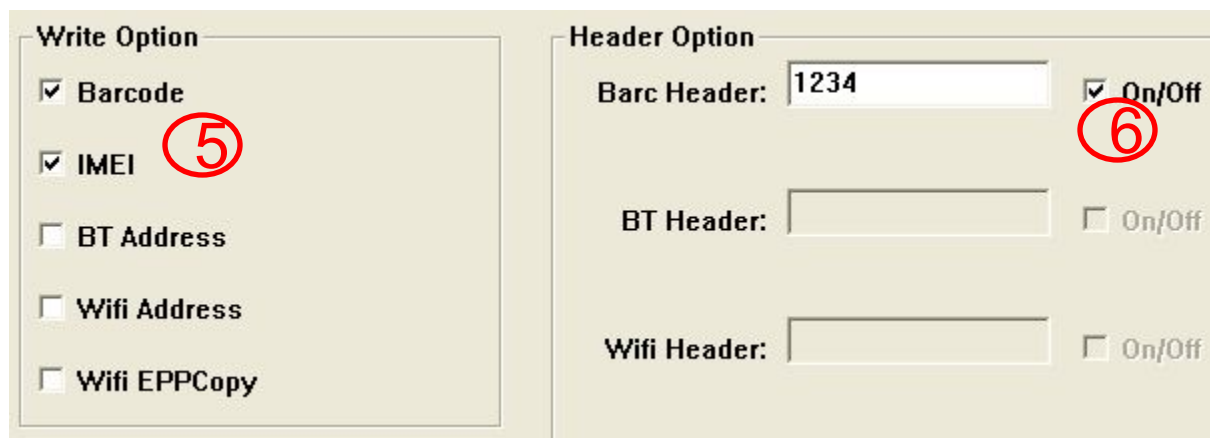 Write Option
Barcode
5
IMEI
BT Address
Wifi Address
Wifi EPPCopy
Header Option
Barc Header: 1234 On/Off
6
BT Header: On/Off
Wifi Header: On/Off